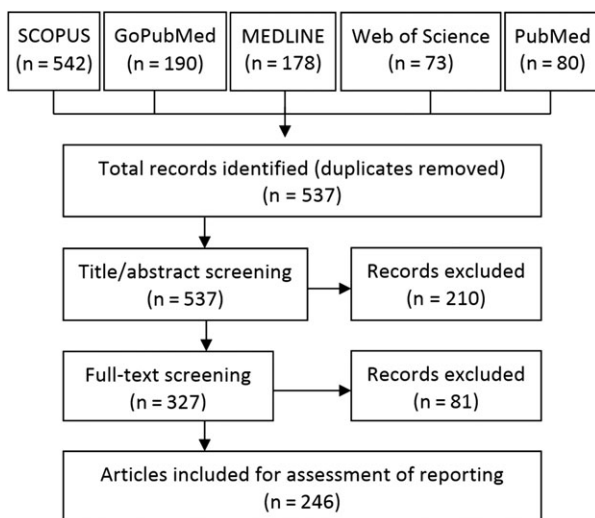 SCOPUS
(n = 542)
GoPubMed
(n = 190)
MEDLINE
(n = 178)
Web of Science
(n = 73)
PubMed
(n = 80)
Total records identified (duplicates removed)
(n = 537)
Title/abstract screening
(n = 537)
Records excluded
(n = 210)
Full-text screening
(n = 327)
Records excluded
(n = 81)
Articles included for assessment of reporting
(n = 246)